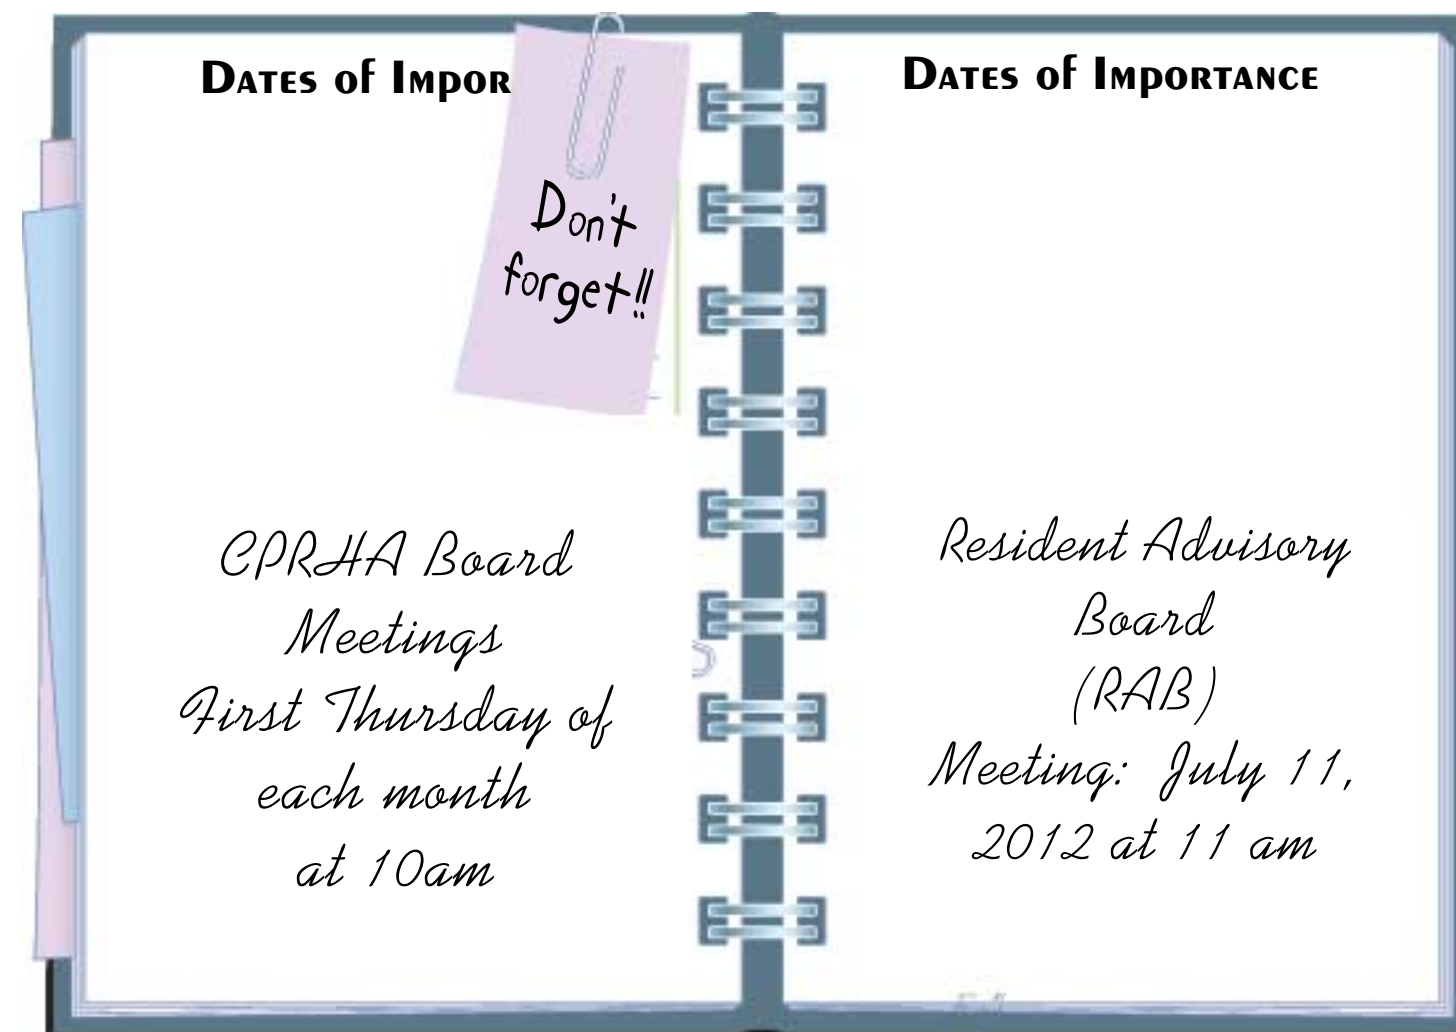 Dates of Impor
Don't
forget!!
CPRHA Board
Meetings
First Thursday of
each month
at 10am
Dates of Importance
Resident Advisory
Board
(RAB)
Meeting: July 11,
2012 at 11 am